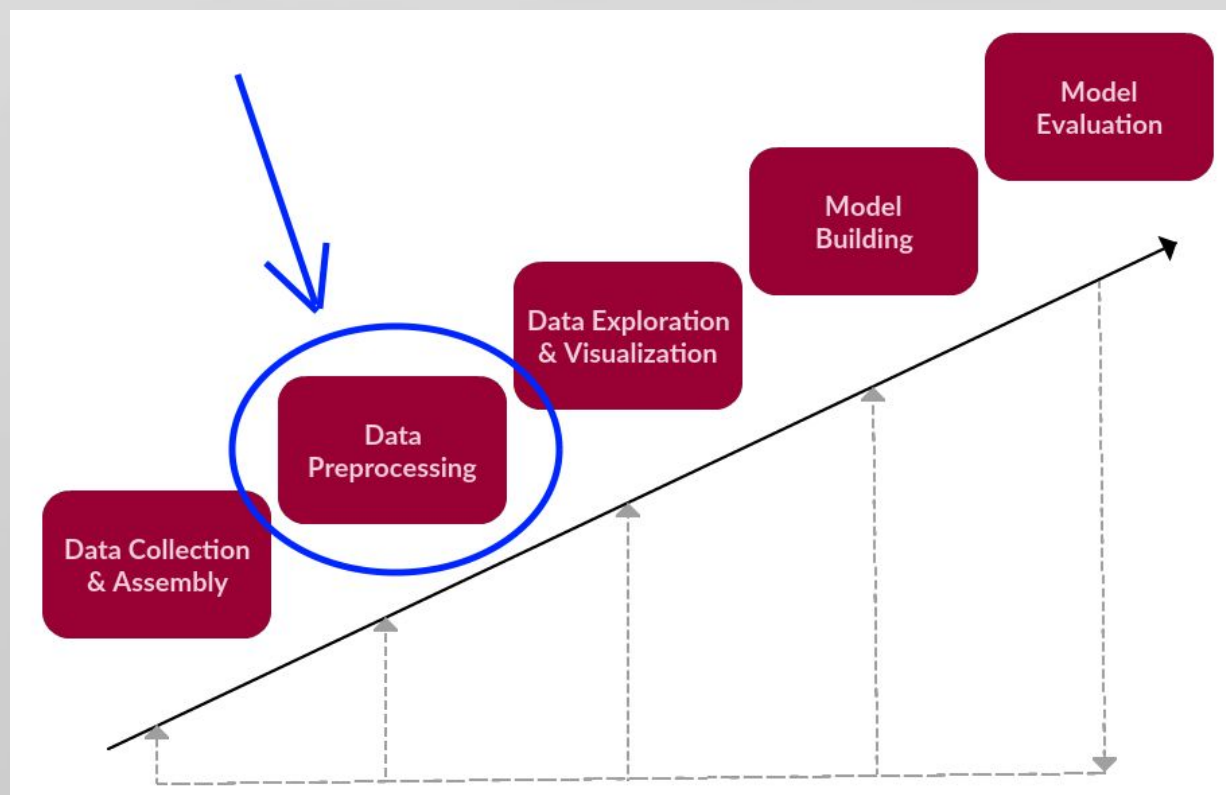 Model
Evaluation
Model
Building
Data Exploration
& Visualization
Data
Preprocessing
Data Collection
& Assembly